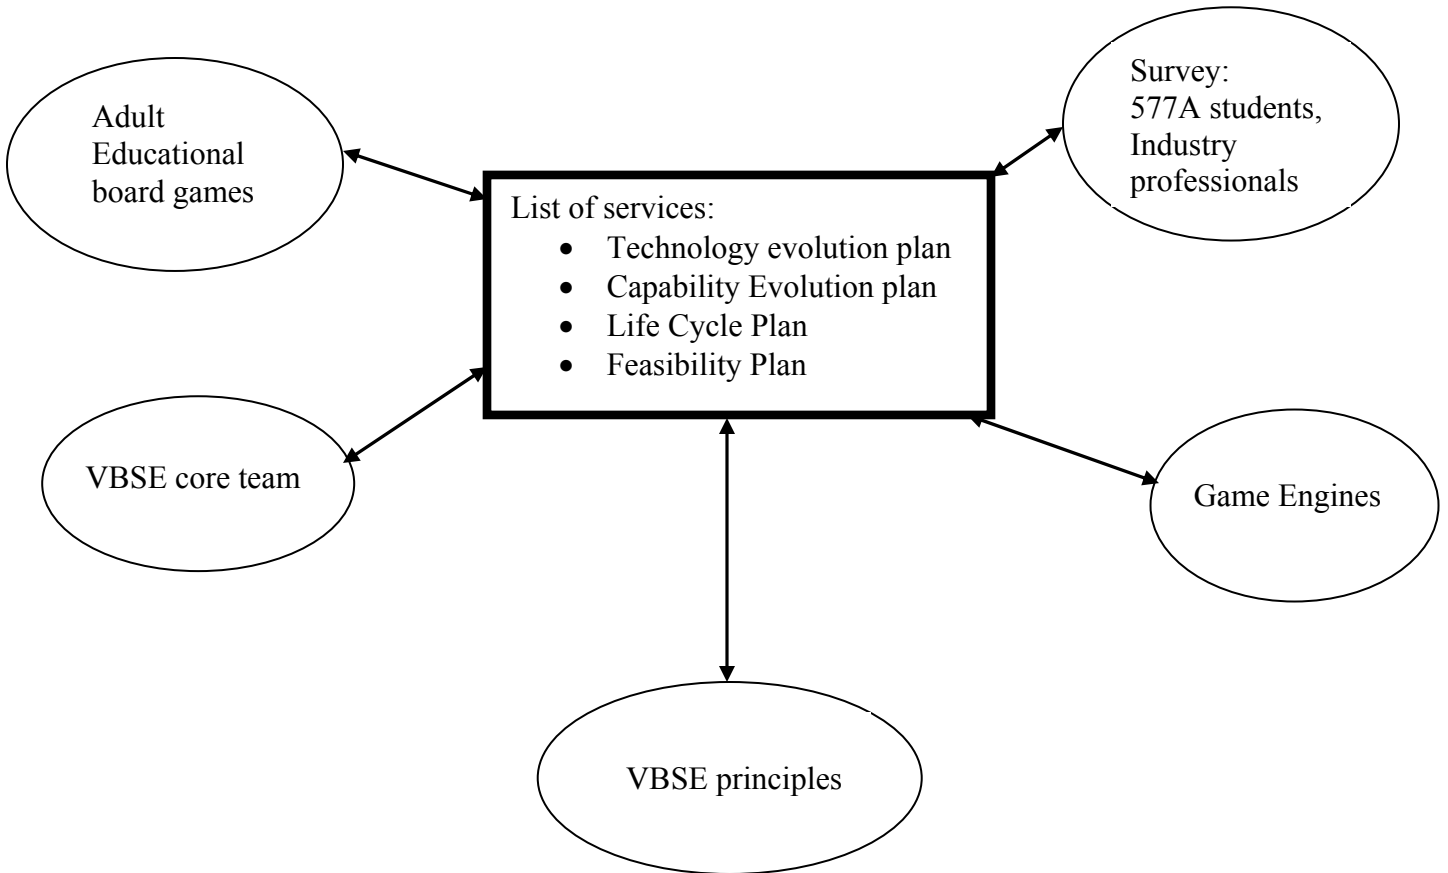 Adult
Educational
board games
Survey:
577A students,
Industry
professionals
List of services:
• Technology evolution plan
• Capability Evolution plan
• Life Cycle Plan
• Feasibility Plan
VBSE core team
Game Engines
VBSE principles